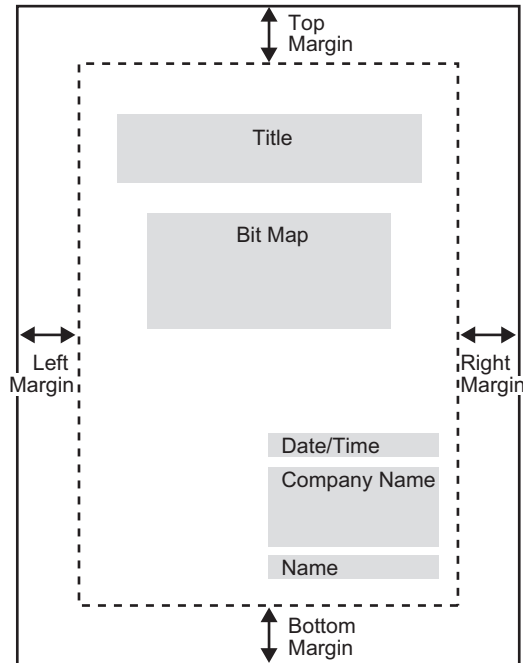 Top
Margin
Title
Bit Map
Left
Margin
Right
Margin
Date/Time
Company Name
Name
Bottom
Margin